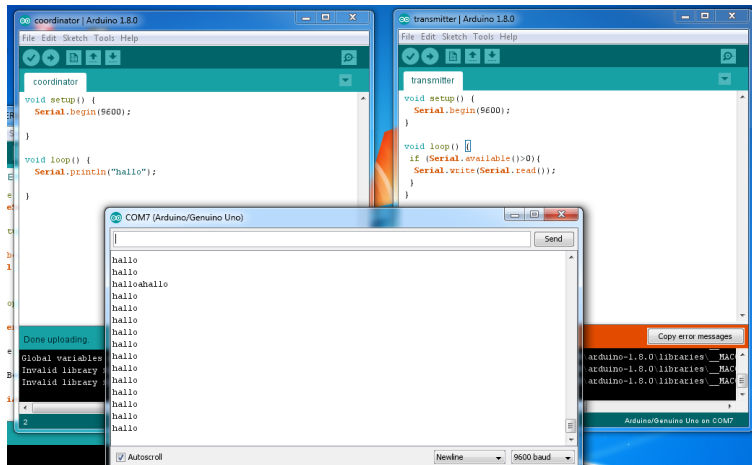 coordinator | Arduino 1.8.0
File Edit Sketch Tools Help
coordinator
void setup() {
Serial.begin(9600);
}
void loop() {
Serial.println("hallo");
}
Done uploading.
Global variables
Invalid library
Invalid library
2
transmitter | Arduino 1.8.0
File Edit Sketch Tools Help
transmitter
void setup() {
Serial.begin(9600);
}
void loop() {
if (Serial.available()>0){
Serial.write(Serial.read());
}
}
Copy error messages
arduino-1.8.0\libraries\__MAC
arduino-1.8.0\libraries\__MAC
arduino-1.8.0\libraries\__MAC
Arduino/Genuino Uno on COM7
COM7 (Arduino/Genuino Uno)
Send
hallo
hallo
halloahallo
hallo
hallo
hallo
hallo
hallo
hallo
hallo
hallo
hallo
hallo
hallo
hallo
Autoscroll
Newline
9600 baud